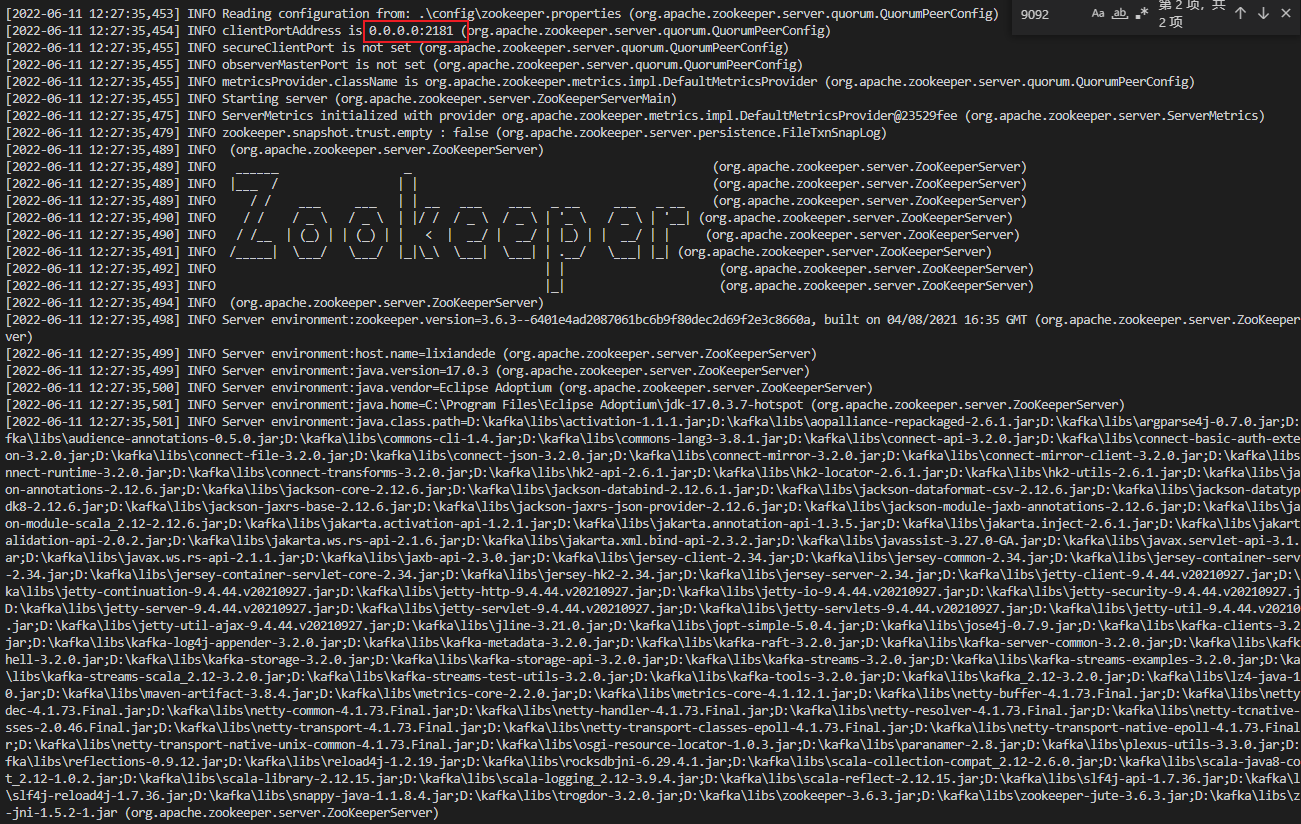 [2022-06-11 12:27:35,453] INFO Reading configuration from: .\config\zookeeper.properties (org.apache.zookeeper.server.quorum.QuorumPeerConfig)
9092 Aa ab .* 第 2 项, 共 2 项
[2022-06-11 12:27:35,454] INFO clientPortAddress is 0.0.0.0:2181 (org.apache.zookeeper.server.quorum.QuorumPeerConfig)
[2022-06-11 12:27:35,455] INFO secureClientPort is not set (org.apache.zookeeper.server.quorum.QuorumPeerConfig)
[2022-06-11 12:27:35,455] INFO observerMasterPort is not set (org.apache.zookeeper.server.quorum.QuorumPeerConfig)
[2022-06-11 12:27:35,455] INFO metricsProvider.className is org.apache.zookeeper.metrics.impl.DefaultMetricsProvider (org.apache.zookeeper.server.quorum.QuorumPeerConfig)
[2022-06-11 12:27:35,455] INFO Starting server (org.apache.zookeeper.server.ZooKeeperServerMain)
[2022-06-11 12:27:35,475] INFO ServerMetrics initialized with provider org.apache.zookeeper.metrics.impl.DefaultMetricsProvider@23529fee (org.apache.zookeeper.server.ServerMetrics)
[2022-06-11 12:27:35,479] INFO zookeeper.snapshot.trust.empty : false (org.apache.zookeeper.server.persistence.FileTxnSnapLog)
[2022-06-11 12:27:35,489] INFO  (org.apache.zookeeper.server.ZooKeeperServer)
[2022-06-11 12:27:35,489] INFO   ______                  _                                           (org.apache.zookeeper.server.ZooKeeperServer)
[2022-06-11 12:27:35,489] INFO  |___  /                 | |                                          (org.apache.zookeeper.server.ZooKeeperServer)
[2022-06-11 12:27:35,489] INFO     / /    ___     ___   | | __   ___    ___   _ __     ___   _ __    (org.apache.zookeeper.server.ZooKeeperServer)
[2022-06-11 12:27:35,490] INFO    / /    / _ \   / _ \  | |/ /  / _ \  / _ \ | '_ \   / _ \ | '__| (org.apache.zookeeper.server.ZooKeeperServer)
[2022-06-11 12:27:35,490] INFO   / /__  | (_) | | (_) | |   <  |  __/ |  __/ | |_) | |  __/ | |     (org.apache.zookeeper.server.ZooKeeperServer)
[2022-06-11 12:27:35,491] INFO  /_____|  \___/   \___/  |_|\_\  \___|  \___| | .__/   \___| |_| (org.apache.zookeeper.server.ZooKeeperServer)
[2022-06-11 12:27:35,492] INFO                                               | |                      (org.apache.zookeeper.server.ZooKeeperServer)
[2022-06-11 12:27:35,493] INFO                                               |_|                      (org.apache.zookeeper.server.ZooKeeperServer)
[2022-06-11 12:27:35,494] INFO  (org.apache.zookeeper.server.ZooKeeperServer)
[2022-06-11 12:27:35,498] INFO Server environment:zookeeper.version=3.6.3--6401e4ad2087061bc6b9f80dec2d69f2e3c8660a, built on 04/08/2021 16:35 GMT (org.apache.zookeeper.server.ZooKeeper
ver)
[2022-06-11 12:27:35,499] INFO Server environment:host.name=lixiandede (org.apache.zookeeper.server.ZooKeeperServer)
[2022-06-11 12:27:35,499] INFO Server environment:java.version=17.0.3 (org.apache.zookeeper.server.ZooKeeperServer)
[2022-06-11 12:27:35,500] INFO Server environment:java.vendor=Eclipse Adoptium (org.apache.zookeeper.server.ZooKeeperServer)
[2022-06-11 12:27:35,501] INFO Server environment:java.home=C:\Program Files\Eclipse Adoptium\jdk-17.0.3.7-hotspot (org.apache.zookeeper.server.ZooKeeperServer)
[2022-06-11 12:27:35,501] INFO Server environment:java.class.path=D:\kafka\libs\activation-1.1.1.jar;D:\kafka\libs\aopalliance-repackaged-2.6.1.jar;D:\kafka\libs\argparse4j-0.7.0.jar;D:
fka\libs\audience-annotations-0.5.0.jar;D:\kafka\libs\commons-cli-1.4.jar;D:\kafka\libs\commons-lang3-3.8.1.jar;D:\kafka\libs\connect-api-3.2.0.jar;D:\kafka\libs\connect-basic-auth-exte
on-3.2.0.jar;D:\kafka\libs\connect-file-3.2.0.jar;D:\kafka\libs\connect-json-3.2.0.jar;D:\kafka\libs\connect-mirror-3.2.0.jar;D:\kafka\libs\connect-mirror-client-3.2.0.jar;D:\kafka\libs
nnect-runtime-3.2.0.jar;D:\kafka\libs\connect-transforms-3.2.0.jar;D:\kafka\libs\hk2-api-2.6.1.jar;D:\kafka\libs\hk2-locator-2.6.1.jar;D:\kafka\libs\hk2-utils-2.6.1.jar;D:\kafka\libs\ja
on-annotations-2.12.6.jar;D:\kafka\libs\jackson-core-2.12.6.jar;D:\kafka\libs\jackson-databind-2.12.6.1.jar;D:\kafka\libs\jackson-dataformat-csv-2.12.6.jar;D:\kafka\libs\jackson-datatyp
dk8-2.12.6.jar;D:\kafka\libs\jackson-jaxrs-base-2.12.6.jar;D:\kafka\libs\jackson-jaxrs-json-provider-2.12.6.jar;D:\kafka\libs\jackson-module-jaxb-annotations-2.12.6.jar;D:\kafka\libs\ja
on-module-scala_2.12-2.12.6.jar;D:\kafka\libs\jakarta.activation-api-1.2.1.jar;D:\kafka\libs\jakarta.annotation-api-1.3.5.jar;D:\kafka\libs\jakarta.inject-2.6.1.jar;D:\kafka\libs\jakart
alidation-api-2.0.2.jar;D:\kafka\libs\jakarta.ws.rs-api-2.1.6.jar;D:\kafka\libs\jakarta.xml.bind-api-2.3.2.jar;D:\kafka\libs\javassist-3.27.0-GA.jar;D:\kafka\libs\javax.servlet-api-3.1.
ar;D:\kafka\libs\javax.ws.rs-api-2.1.1.jar;D:\kafka\libs\jaxb-api-2.3.0.jar;D:\kafka\libs\jersey-client-2.34.jar;D:\kafka\libs\jersey-common-2.34.jar;D:\kafka\libs\jersey-container-serv
-2.34.jar;D:\kafka\libs\jersey-container-servlet-core-2.34.jar;D:\kafka\libs\jersey-hk2-2.34.jar;D:\kafka\libs\jersey-server-2.34.jar;D:\kafka\libs\jetty-client-9.4.44.v20210927.jar;D:\
ka\libs\jetty-continuation-9.4.44.v20210927.jar;D:\kafka\libs\jetty-http-9.4.44.v20210927.jar;D:\kafka\libs\jetty-io-9.4.44.v20210927.jar;D:\kafka\libs\jetty-security-9.4.44.v20210927.j
D:\kafka\libs\jetty-server-9.4.44.v20210927.jar;D:\kafka\libs\jetty-servlet-9.4.44.v20210927.jar;D:\kafka\libs\jetty-servlets-9.4.44.v20210927.jar;D:\kafka\libs\jetty-util-9.4.44.v20210
.jar;D:\kafka\libs\jetty-util-ajax-9.4.44.v20210927.jar;D:\kafka\libs\jline-3.21.0.jar;D:\kafka\libs\jopt-simple-5.0.4.jar;D:\kafka\libs\jose4j-0.7.9.jar;D:\kafka\libs\kafka-clients-3.2
jar;D:\kafka\libs\kafka-log4j-appender-3.2.0.jar;D:\kafka\libs\kafka-metadata-3.2.0.jar;D:\kafka\libs\kafka-raft-3.2.0.jar;D:\kafka\libs\kafka-server-common-3.2.0.jar;D:\kafka\libs\kafk
hell-3.2.0.jar;D:\kafka\libs\kafka-storage-3.2.0.jar;D:\kafka\libs\kafka-storage-api-3.2.0.jar;D:\kafka\libs\kafka-streams-3.2.0.jar;D:\kafka\libs\kafka-streams-examples-3.2.0.jar;D:\ka
\libs\kafka-streams-scala_2.12-3.2.0.jar;D:\kafka\libs\kafka-streams-test-utils-3.2.0.jar;D:\kafka\libs\kafka-tools-3.2.0.jar;D:\kafka\libs\kafka_2.12-3.2.0.jar;D:\kafka\libs\lz4-java-1
0.jar;D:\kafka\libs\maven-artifact-3.8.4.jar;D:\kafka\libs\metrics-core-2.2.0.jar;D:\kafka\libs\metrics-core-4.1.12.1.jar;D:\kafka\libs\netty-buffer-4.1.73.Final.jar;D:\kafka\libs\netty
dec-4.1.73.Final.jar;D:\kafka\libs\netty-common-4.1.73.Final.jar;D:\kafka\libs\netty-handler-4.1.73.Final.jar;D:\kafka\libs\netty-resolver-4.1.73.Final.jar;D:\kafka\libs\netty-tcnative-
sses-2.0.46.Final.jar;D:\kafka\libs\netty-transport-4.1.73.Final.jar;D:\kafka\libs\netty-transport-classes-epoll-4.1.73.Final.jar;D:\kafka\libs\netty-transport-native-epoll-4.1.73.Final
r;D:\kafka\libs\netty-transport-native-unix-common-4.1.73.Final.jar;D:\kafka\libs\osgi-resource-locator-1.0.3.jar;D:\kafka\libs\paranamer-2.8.jar;D:\kafka\libs\plexus-utils-3.3.0.jar;D:
fka\libs\reflections-0.9.12.jar;D:\kafka\libs\reload4j-1.2.19.jar;D:\kafka\libs\rocksdbjni-6.29.4.1.jar;D:\kafka\libs\scala-collection-compat_2.12-2.6.0.jar;D:\kafka\libs\scala-java8-co
t_2.12-1.0.2.jar;D:\kafka\libs\scala-library-2.12.15.jar;D:\kafka\libs\scala-logging_2.12-3.9.4.jar;D:\kafka\libs\scala-reflect-2.12.15.jar;D:\kafka\libs\slf4j-api-1.7.36.jar;D:\kafka\l
\slf4j-reload4j-1.7.36.jar;D:\kafka\libs\snappy-java-1.1.8.4.jar;D:\kafka\libs\trogdor-3.2.0.jar;D:\kafka\libs\zookeeper-3.6.3.jar;D:\kafka\libs\zookeeper-jute-3.6.3.jar;D:\kafka\libs\z
-jni-1.5.2-1.jar (org.apache.zookeeper.server.ZooKeeperServer)